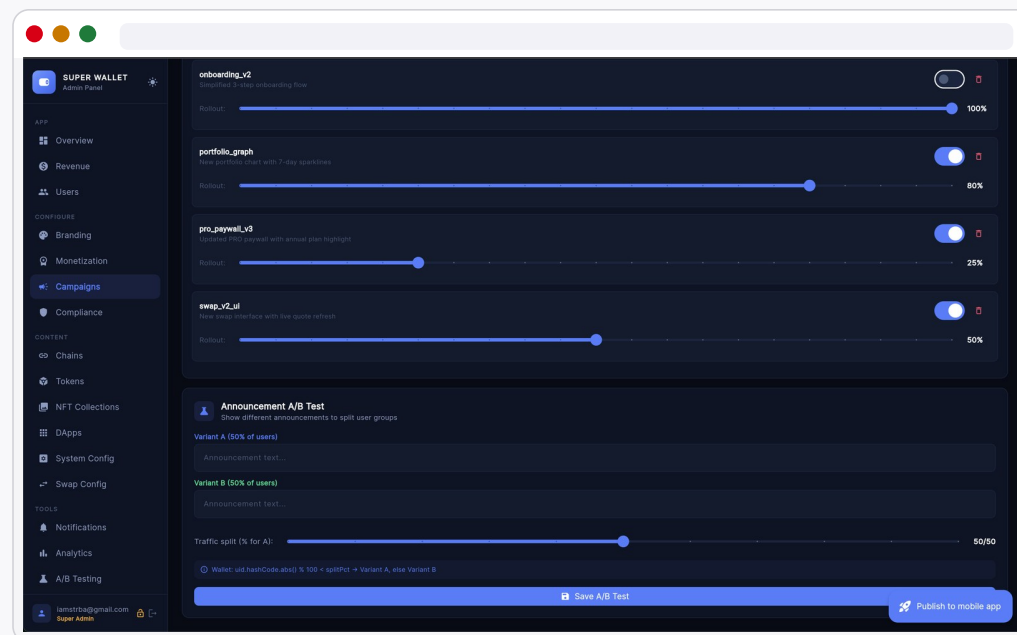 SUPER WALLET
Admin Panel
APP
Overview
Revenue
Users
CONFIGURE
Branding
Monetization
Campaigns
Compliance
CONTENT
Chains
Tokens
NFT Collections
DApps
System Config
Swap Config
TOOLS
Notifications
Analytics
A/B Testing
iamstrba@gmail.com
Super Admin
onboarding_v2
Simplified 3-step onboarding flow
Rollout: 100%
portfolio_graph
New portfolio chart with 7-day sparklines
Rollout: 80%
pro_paywall_v3
Updated PRO paywall with annual plan highlight
Rollout: 25%
swap_v2_ui
New swap interface with live quote refresh
Rollout: 50%
Announcement A/B Test
Show different announcements to split user groups
Variant A (50% of users)
Announcement text...
Variant B (50% of users)
Announcement text...
Traffic split (% for A): 50/50
Wallet: uid.hashCode.abs() % 100 < splitPct → Variant A, else Variant B
Save A/B Test
Publish to mobile app